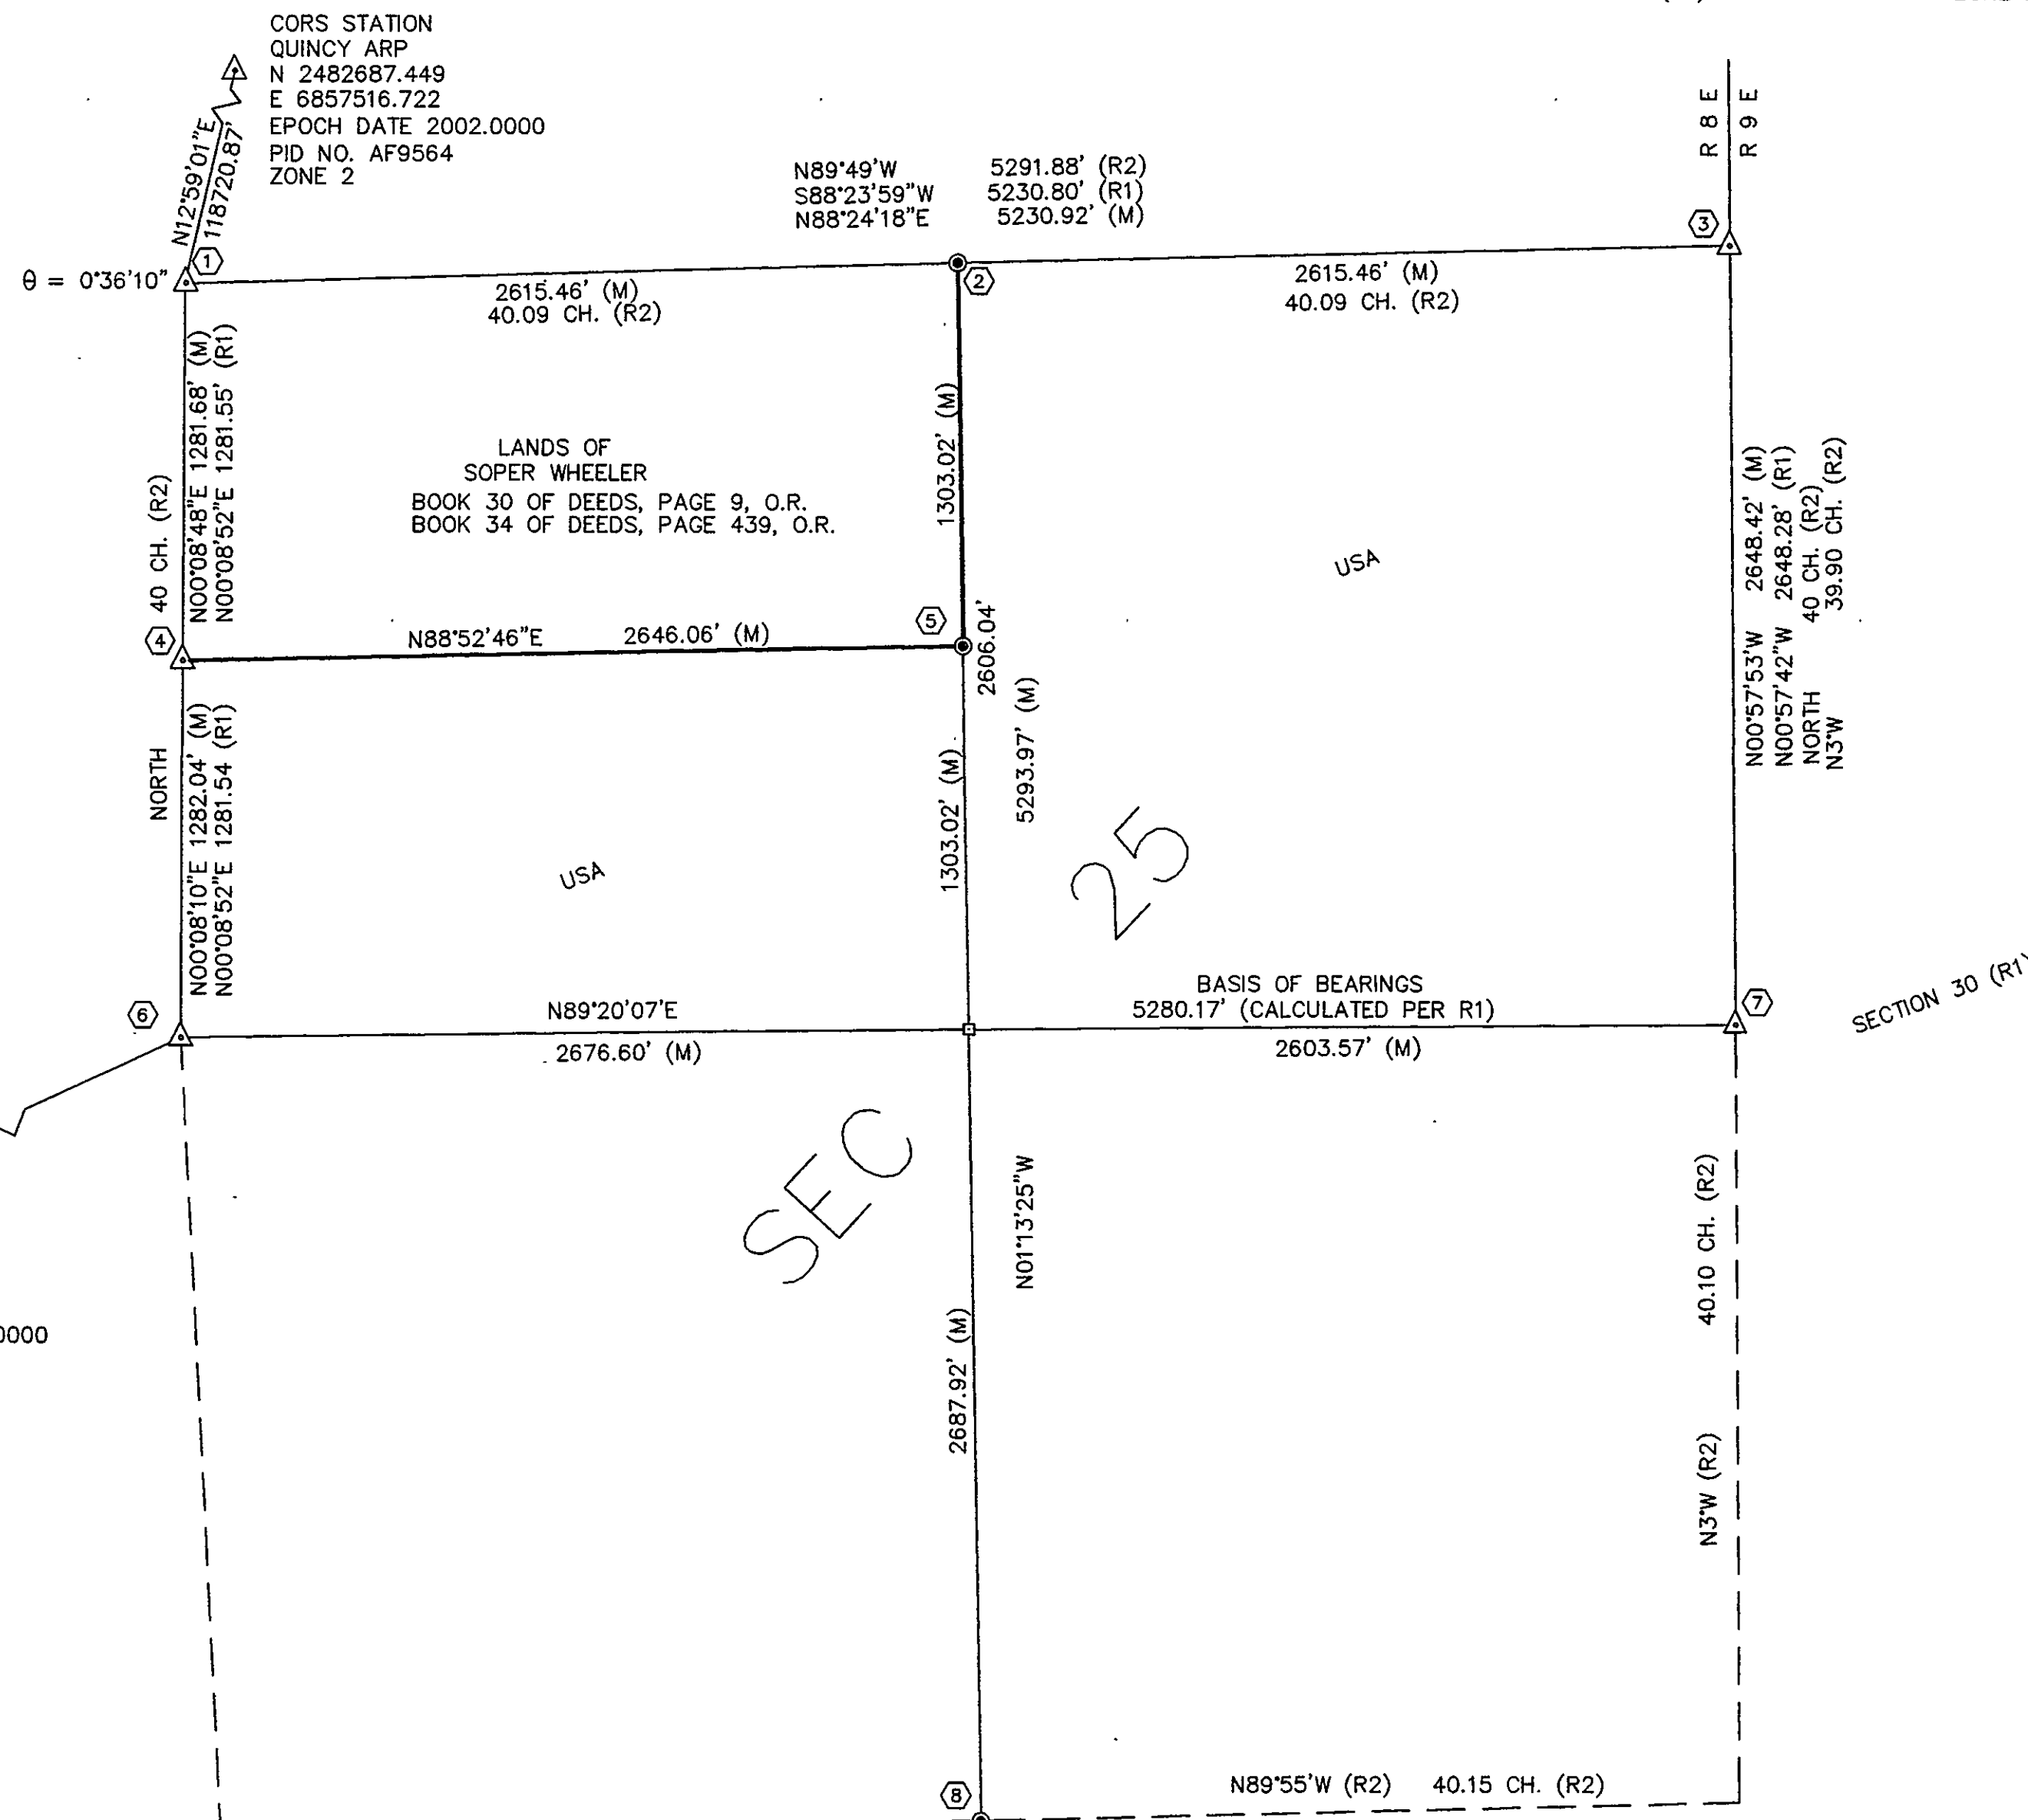 CORS STATION
QUINCY ARP
N 2482687.449
E 6857516.722
EPOCH DATE 2002.0000
PID NO. AF9564
ZONE 2
N12°59'01"E
118720.87'
R 8 E
R 9 E
N89°49'W 5291.88' (R2)
S88°23'59"W 5230.80' (R1)
N88°24'18"E 5230.92' (M)
θ = 0°36'10"
1
2
3
2615.46' (M)
40.09 CH. (R2)
2615.46' (M)
40.09 CH. (R2)
NORTH 40 CH. (R2)
N00°08'48"E 1281.68' (M)
N00°08'52"E 1281.55' (R1)
LANDS OF
SOPER WHEELER
BOOK 30 OF DEEDS, PAGE 9, O.R.
BOOK 34 OF DEEDS, PAGE 439, O.R.
1303.02' (M)
USA
N00°57'53'W 2648.42' (M)
N00°57'42"W 2648.28' (R1)
NORTH 40 CH. (R2)
N3°W 39.90 CH. (R2)
4
N88°52'46"E 2646.06' (M)
5
2606.04'
5293.97' (M)
N00°08'10"E 1282.04' (M)
N00°08'52"E 1281.54 (R1)
1303.02' (M)
USA
SEC 25
BASIS OF BEARINGS
5280.17' (CALCULATED PER R1)
2603.57' (M)
6
N89°20'07'E
2676.60' (M)
7
SECTION 30 (R1)
N01°13'25"W
2687.92' (M)
N3°W (R2) 40.10 CH. (R2)
0000
8
N89°55'W (R2) 40.15 CH. (R2)